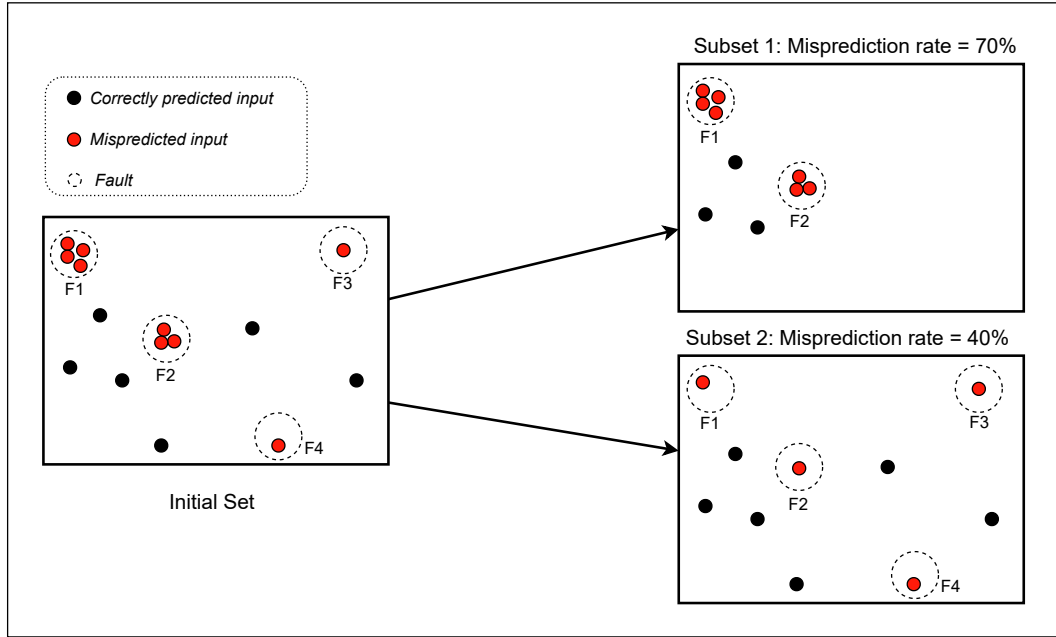 Correctly predicted input
Mispredicted input
Fault
F1
F2
F3
F4
Initial Set
Subset 1: Misprediction rate = 70%
F1
F2
Subset 2: Misprediction rate = 40%
F1
F3
F2
F4